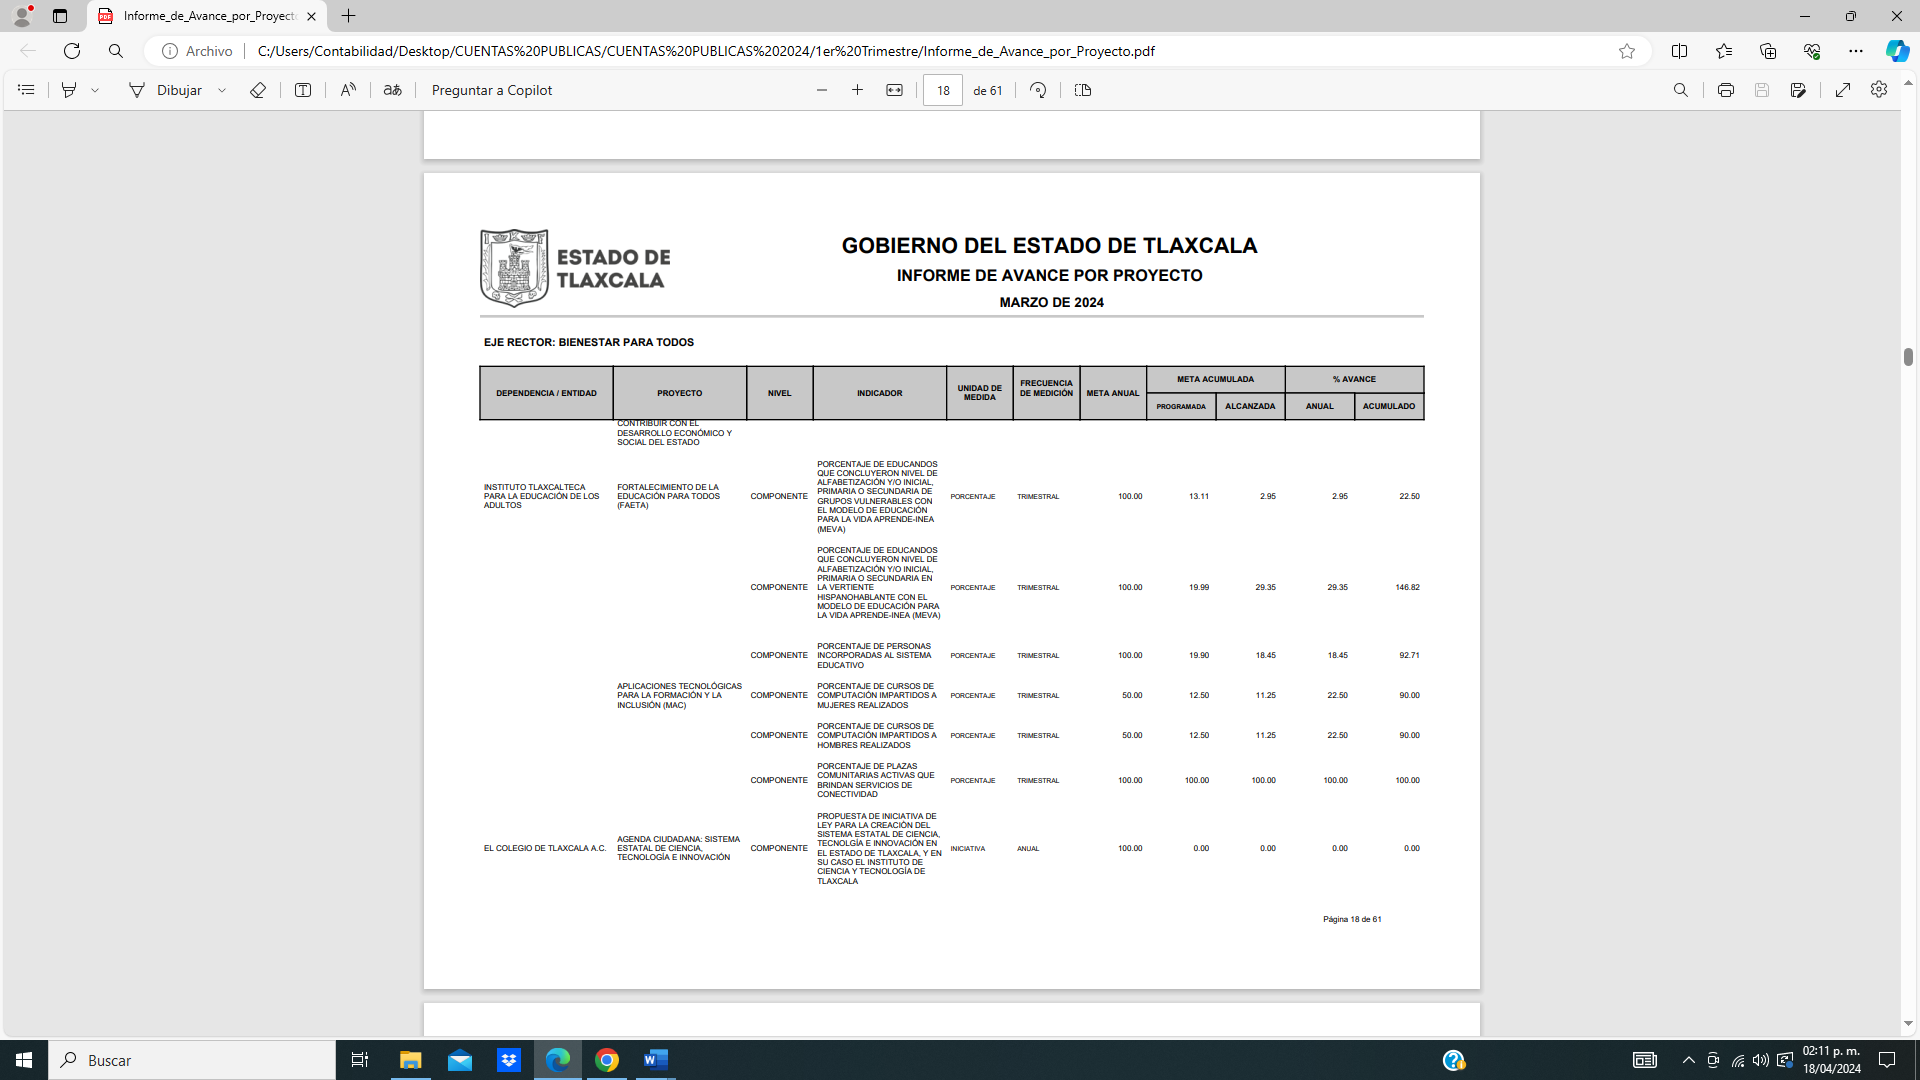 Informe_de_Avance_por_Proyecto
Archivo
C:/Users/Contabilidad/Desktop/CUENTAS%20PUBLICAS/CUENTAS%20PUBLICAS%202024/1er%20Trimestre/Informe_de_Avance_por_Proyecto.pdf
Dibujar
Preguntar a Copilot
18
de 61
ESTADO DE
TLAXCALA
GOBIERNO DEL ESTADO DE TLAXCALA
INFORME DE AVANCE POR PROYECTO
MARZO DE 2024
EJE RECTOR: BIENESTAR PARA TODOS
DEPENDENCIA / ENTIDAD
PROYECTO
NIVEL
INDICADOR
UNIDAD DE
MEDIDA
FRECUENCIA
DE MEDICIÓN
META ANUAL
META ACUMULADA
PROGRAMADA
ALCANZADA
% AVANCE
ANUAL
ACUMULADO
CONTRIBUIR CON EL
DESARROLLO ECONÓMICO Y
SOCIAL DEL ESTADO
INSTITUTO TLAXCALTECA
PARA LA EDUCACIÓN DE LOS
ADULTOS
FORTALECIMIENTO DE LA
EDUCACIÓN PARA TODOS
(FAETA)
COMPONENTE
PORCENTAJE DE EDUCANDOS
QUE CONCLUYERON NIVEL DE
ALFABETIZACIÓN Y/O INICIAL,
PRIMARIA O SECUNDARIA DE
GRUPOS VULNERABLES CON
EL MODELO DE EDUCACIÓN
PARA LA VIDA APRENDE-INEA
(MEVA)
PORCENTAJE
TRIMESTRAL
100.00
13.11
2.95
2.95
22.50
COMPONENTE
PORCENTAJE DE EDUCANDOS
QUE CONCLUYERON NIVEL DE
ALFABETIZACIÓN Y/O INICIAL,
PRIMARIA O SECUNDARIA EN
LA VERTIENTE
HISPANOHABLANTE CON EL
MODELO DE EDUCACIÓN PARA
LA VIDA APRENDE-INEA (MEVA)
PORCENTAJE
TRIMESTRAL
100.00
19.99
29.35
29.35
146.82
COMPONENTE
PORCENTAJE DE PERSONAS
INCORPORADAS AL SISTEMA
EDUCATIVO
PORCENTAJE
TRIMESTRAL
100.00
19.90
18.45
18.45
92.71
APLICACIONES TECNOLÓGICAS
PARA LA FORMACIÓN Y LA
INCLUSIÓN (MAC)
COMPONENTE
PORCENTAJE DE CURSOS DE
COMPUTACIÓN IMPARTIDOS A
MUJERES REALIZADOS
PORCENTAJE
TRIMESTRAL
50.00
12.50
11.25
22.50
90.00
COMPONENTE
PORCENTAJE DE CURSOS DE
COMPUTACIÓN IMPARTIDOS A
HOMBRES REALIZADOS
PORCENTAJE
TRIMESTRAL
50.00
12.50
11.25
22.50
90.00
COMPONENTE
PORCENTAJE DE PLAZAS
COMUNITARIAS ACTIVAS QUE
BRINDAN SERVICIOS DE
CONECTIVIDAD
PORCENTAJE
TRIMESTRAL
100.00
100.00
100.00
100.00
100.00
EL COLEGIO DE TLAXCALA A.C.
AGENDA CIUDADANA: SISTEMA
ESTATAL DE CIENCIA,
TECNOLOGÍA E INNOVACIÓN
COMPONENTE
PROPUESTA DE INICIATIVA DE
LEY PARA LA CREACIÓN DEL
SISTEMA ESTATAL DE CIENCIA,
TECNOLGÍA E INNOVACIÓN EN
EL ESTADO DE TLAXCALA, Y EN
SU CASO EL INSTITUTO DE
CIENCIA Y TECNOLOGÍA DE
TLAXCALA
INICIATIVA
ANUAL
100.00
0.00
0.00
0.00
0.00
Página 18 de 61
Buscar
02:11 p. m.
18/04/2024